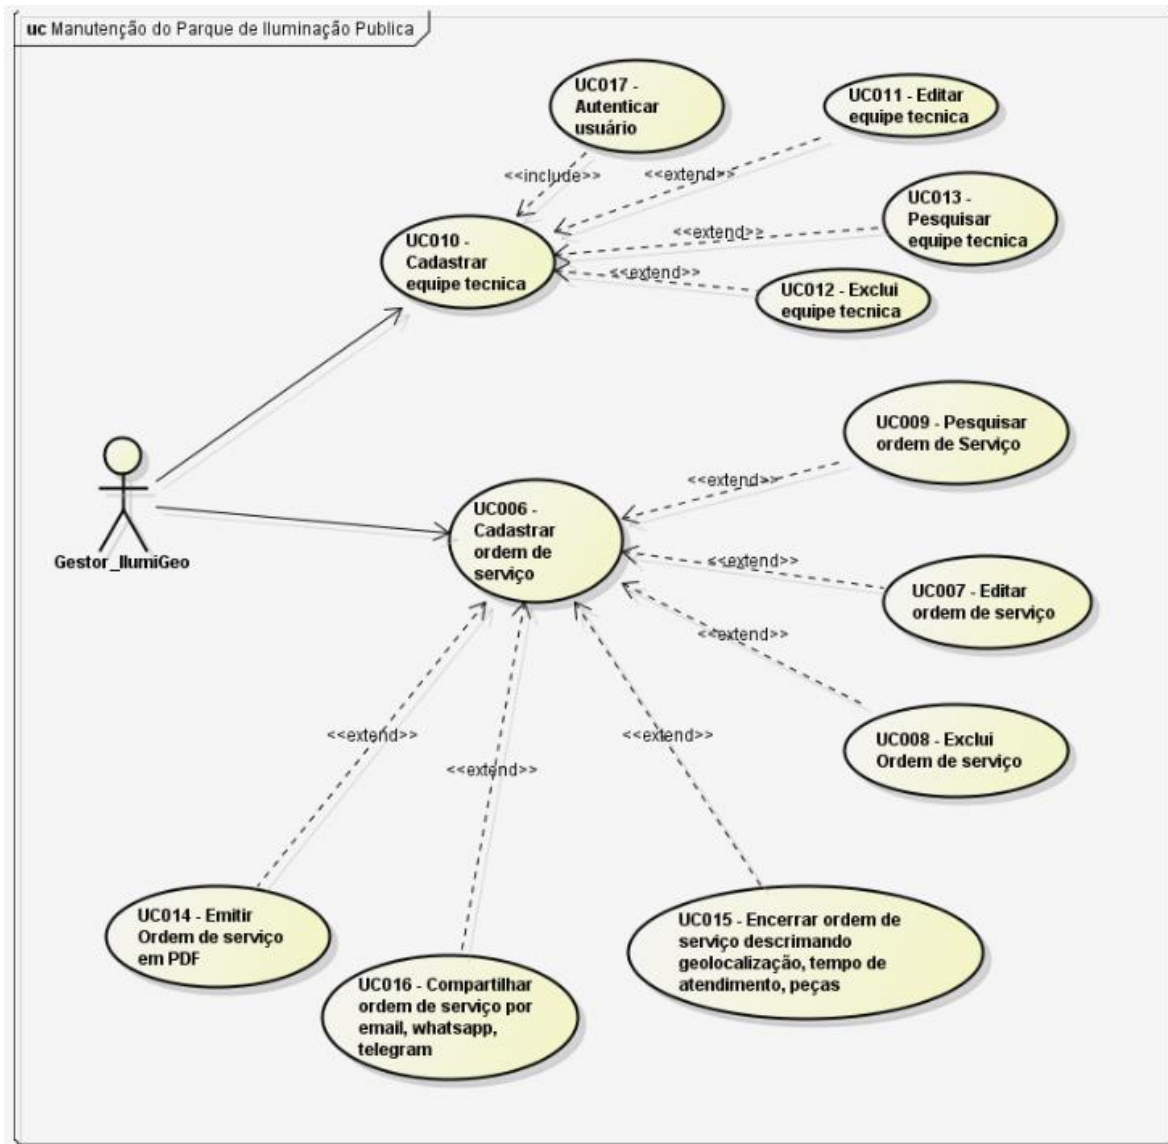 uc Manutenção do Parque de Iluminação Publica
UC017 -
Autenticar
usuário
UC011 - Editar
equipe tecnica
<<include>>
<<extend>>
UC013 -
Pesquisar
equipe tecnica
<<extend>>
UC010 -
Cadastrar
equipe tecnica
<<extend>>
UC012 - Exclui
equipe tecnica
UC009 - Pesquisar
ordem de Serviço
<<extend>>
UC006 -
Cadastrar
ordem de
serviço
Gestor_IlumiGeo
<<extend>>
UC007 - Editar
ordem de serviço
<<extend>>
UC008 - Exclui
Ordem de serviço
<<extend>>
<<extend>>
<<extend>>
UC014 - Emitir
Ordem de serviço
em PDF
UC015 - Encerrar ordem de
serviço descrimando
geolocalização, tempo de
atendimento, peças
UC016 - Compartilhar
ordem de serviço por
email, whatsapp,
telegram